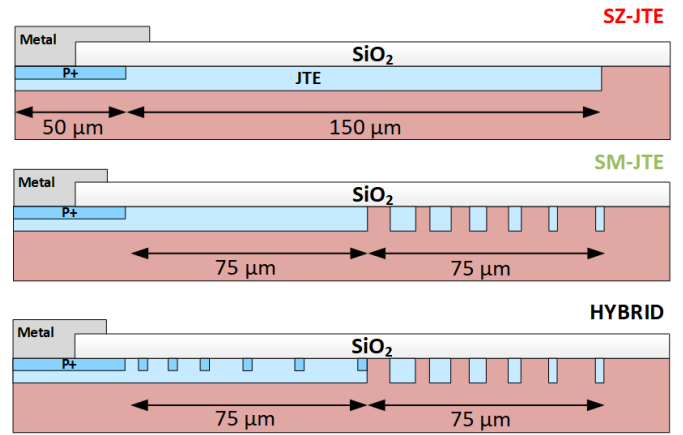 SZ-JTE
Metal
SiO₂
P+
JTE
50 µm
150 µm
SM-JTE
Metal
SiO₂
P+
75 µm
75 µm
HYBRID
Metal
SiO₂
P+
75 µm
75 µm